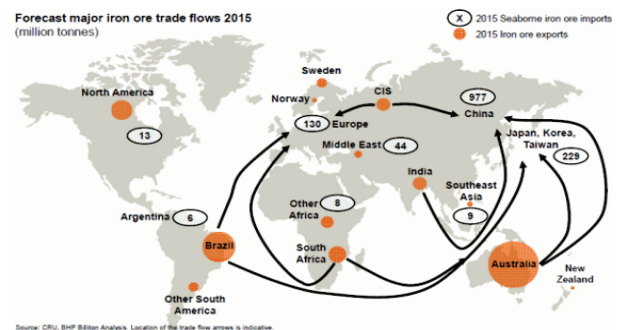 Forecast major iron ore trade flows 2015
(million tonnes)
X 2015 Seaborne iron ore imports
2015 Iron ore exports
Sweden
North America
Norway
CIS
977
China
130 Europe
13
Middle East 44
Japan, Korea,
Taiwan
229
India
Southeast
Asia
9
Other
Africa
8
Argentina 6
Brazil
South
Africa
Australia
New
Zealand
Other South
America
Source: CRU, BHP Billiton Analysis. Location of the trade flow arrows is indicative.